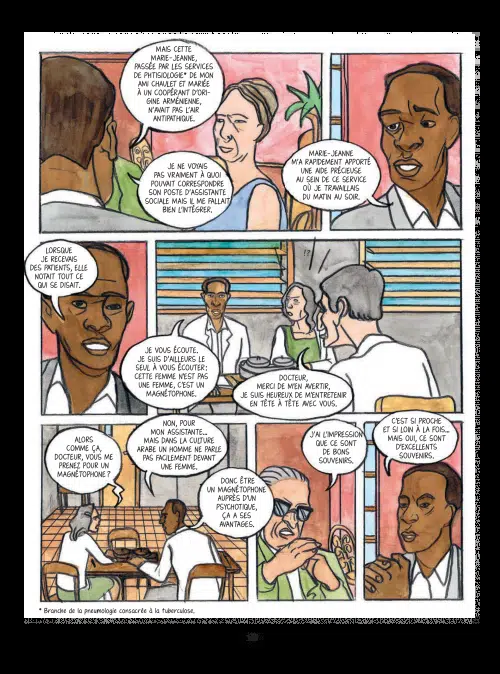 MAIS CETTE
MARIE-JEANNE,
PASSÉE PAR LES SERVICES
DE PHTISIOLOGIE* DE MON
AMI CHAULET ET MARIÉE
À UN COOPÉRANT D'ORI-
GINE ARMÉNIENNE,
N'AVAIT PAS L'AIR
ANTIPATHIQUE.
JE NE VOYAIS
PAS VRAIMENT À QUOI
POUVAIT CORRESPONDRE
SON POSTE D'ASSISTANTE
SOCIALE MAIS IL ME FALLAIT
BIEN L'INTÉGRER.
MARIE-JEANNE
M'A RAPIDEMENT APPORTÉ
UNE AIDE PRÉCIEUSE
AU SEIN DE CE SERVICE
OÙ JE TRAVAILLAIS
DU MATIN AU SOIR.
LORSQUE
JE RECEVAIS
DES PATIENTS, ELLE
NOTAIT TOUT CE
QUI SE DISAIT.
JE VOUS ÉCOUTE.
JE SUIS D'AILLEURS LE
SEUL À VOUS ÉCOUTER :
CETTE FEMME N'EST PAS
UNE FEMME, C'EST UN
MAGNÉTOPHONE.
!?
DOCTEUR,
MERCI DE M'EN AVERTIR,
JE SUIS HEUREUX DE M'ENTRETENIR
EN TÊTE À TÊTE AVEC VOUS.
ALORS
COMME ÇA,
DOCTEUR, VOUS ME
PRENEZ POUR UN
MAGNÉTOPHONE ?
NON, POUR
MON ASSISTANTE...
MAIS DANS LA CULTURE
ARABE UN HOMME NE PARLE
PAS FACILEMENT DEVANT
UNE FEMME.
DONC ÊTRE
UN MAGNÉTOPHONE
AUPRÈS D'UN
PSYCHOTIQUE,
ÇA A SES
AVANTAGES.
J'AI L'IMPRESSION
QUE CE SONT
DE BONS
SOUVENIRS.
C'EST SI PROCHE
ET SI LOIN À LA FOIS...
MAIS OUI, CE SONT
D'EXCELLENTS
SOUVENIRS.
* Branche de la pneumologie consacrée à la tuberculose.